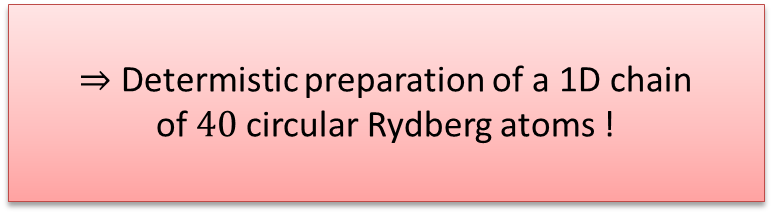 ⇒ Determistic preparation of a 1D chain
of 40 circular Rydberg atoms !